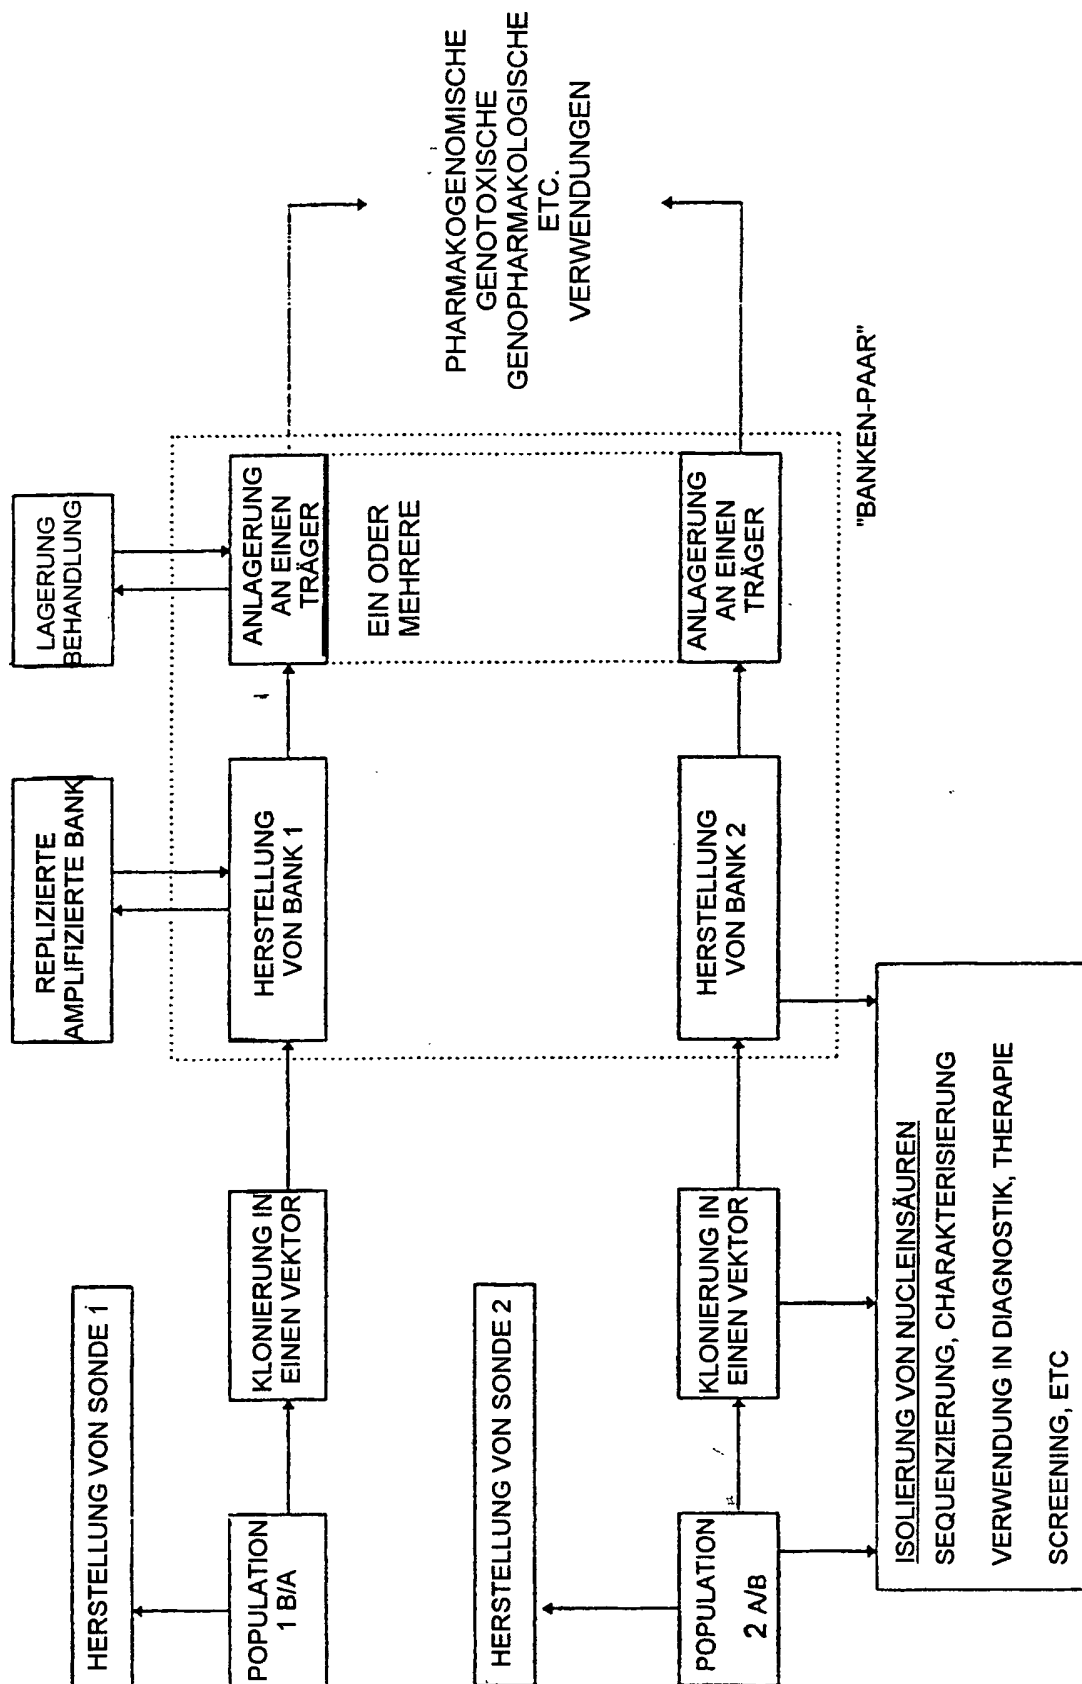 HERSTELLUNG VON SONDE 1
POPULATION
1 B/A
KLONIERUNG IN
EINEN VEKTOR
REPLIZIERTE
AMPLIFIZIERTE BANK
HERSTELLUNG
VON BANK 1
LAGERUNG
BEHANDLUNG
ANLAGERUNG
AN EINEN
TRÄGER
EIN ODER
MEHRERE
PHARMAKOGENOMISCHE
GENOTOXISCHE
GENOPHARMAKOLOGISCHE
ETC.
VERWENDUNGEN
HERSTELLUNG VON SONDE 2
POPULATION
2 A/B
KLONIERUNG IN
EINEN VEKTOR
HERSTELLUNG
VON BANK 2
ANLAGERUNG
AN EINEN
TRÄGER
"BANKEN-PAAR"
ISOLIERUNG VON NUCLEINSÄUREN
SEQUENZIERUNG, CHARAKTERISIERUNG
VERWENDUNG IN DIAGNOSTIK, THERAPIE
SCREENING, ETC